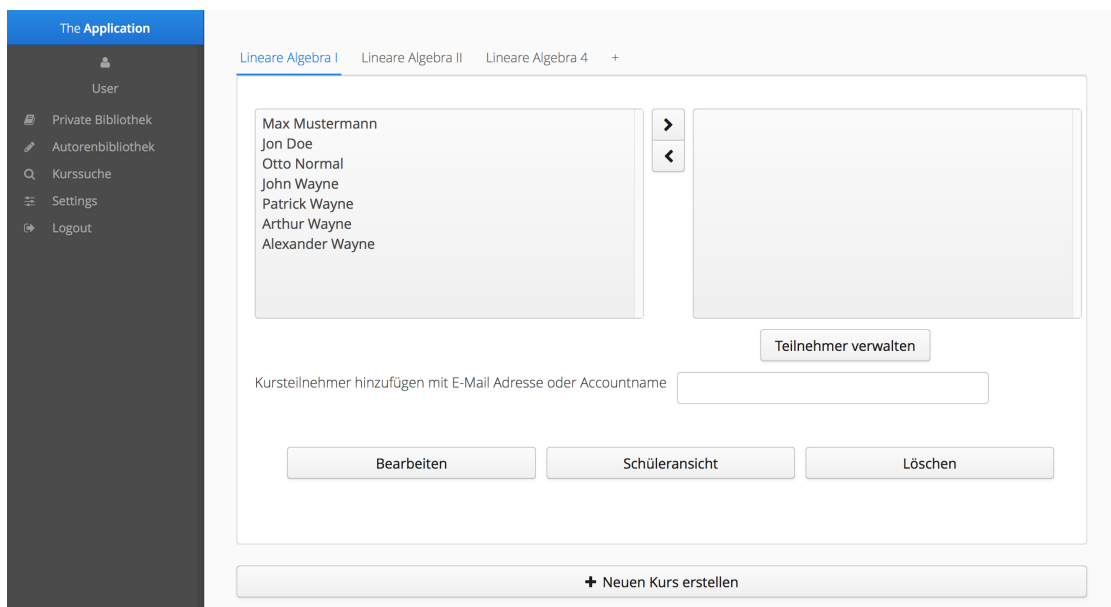 The Application
User
Private Bibliothek
Autorenbibliothek
Kurssuche
Settings
Logout
Lineare Algebra I Lineare Algebra II Lineare Algebra 4 +
Max Mustermann
Jon Doe
Otto Normal
John Wayne
Patrick Wayne
Arthur Wayne
Alexander Wayne
Teilnehmer verwalten
Kursteilnehmer hinzufügen mit E-Mail Adresse oder Accountname
Bearbeiten Schüleransicht Löschen
Neuen Kurs erstellen